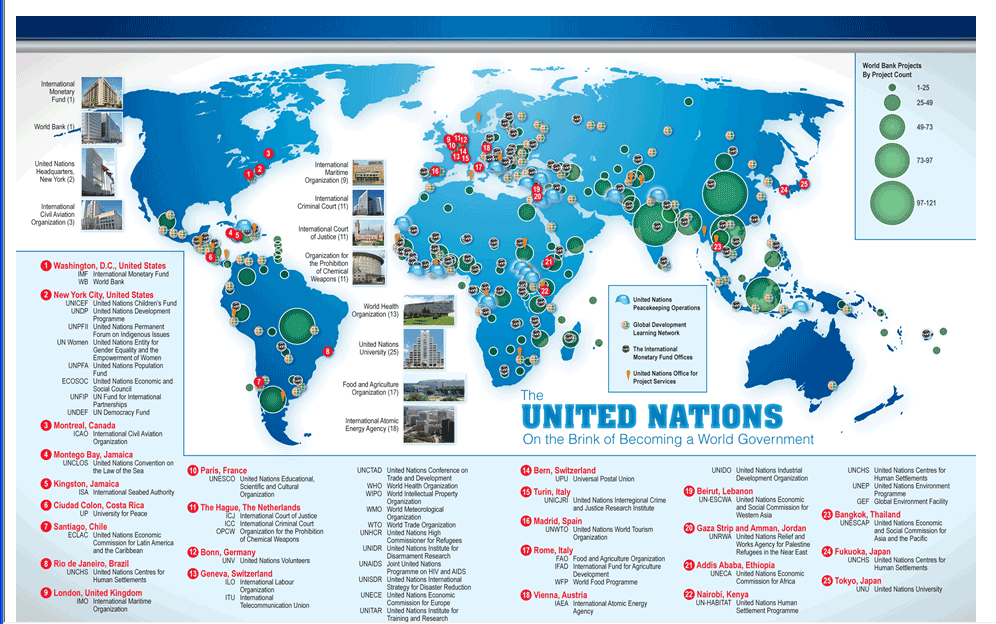 International
Monetary
Fund (1)
World Bank (1)
United Nations
Headquarters,
New York (2)
International
Civil Aviation
Organization (3)
International
Maritime
Organization (9)
International
Criminal Court (11)
International Court
of Justice (11)
Organization for
the Prohibition
of Chemical
Weapons (11)
World Health
Organization (13)
United Nations
University (25)
Food and Agriculture
Organization (17)
International Atomic
Energy Agency (18)
World Bank Projects
By Project Count
1-25
25-49
49-73
73-97
97-121
United Nations
Peacekeeping Operations
Global Development
Learning Network
The International
Monetary Fund Offices
United Nations Office for
Project Services
The
UNITED NATIONS
On the Brink of Becoming a World Government
1 Washington, D.C., United States
IMF International Monetary Fund
WB World Bank
2 New York City, United States
UNICEF United Nations Children's Fund
UNDP United Nations Development
Programme
UNPFII United Nations Permanent
Forum on Indigenous Issues
UN Women United Nations Entity for
Gender Equality and the
Empowerment of Women
UNPFA United Nations Population
Fund
ECOSOC United Nations Economic and
Social Council
UNFIP UN Fund for International
Partnerships
UNDEF UN Democracy Fund
3 Montreal, Canada
ICAO International Civil Aviation
Organization
4 Montego Bay, Jamaica
UNCLOS United Nations Convention on
the Law of the Sea
5 Kingston, Jamaica
ISA International Seabed Authority
6 Ciudad Colon, Costa Rica
UP University for Peace
7 Santiago, Chile
ECLAC United Nations Economic
Commission for Latin America
and the Caribbean
8 Rio de Janeiro, Brazil
UNCHS United Nations Centres for
Human Settlements
9 London, United Kingdom
IMO International Maritime
Organization
10 Paris, France
UNESCO United Nations Educational,
Scientific and Cultural
Organization
11 The Hague, The Netherlands
ICJ International Court of Justice
ICC International Criminal Court
OPCW Organization for the Prohibition
of Chemical Weapons
12 Bonn, Germany
UNV United Nations Volunteers
13 Geneva, Switzerland
ILO International Labour
Organization
ITU International
Telecommunication Union
UNCTAD United Nations Conference on
Trade and Development
WHO World Health Organization
WIPO World Intellectual Property
Organization
WMO World Meteorological
Organization
WTO World Trade Organization
UNHCR United Nations High
Commissioner for Refugees
UNIDR United Nations Institute for
Disarmament Research
UNAIDS Joint United Nations
Programme on HIV and AIDS
UNISDR United Nations International
Strategy for Disaster Reduction
UNECE United Nations Economic
Commission for Europe
UNITAR United Nations Institute for
Training and Research
14 Bern, Switzerland
UPU Universal Postal Union
15 Turin, Italy
UNICJRI United Nations Interregional Crime
and Justice Research Institute
16 Madrid, Spain
UNWTO United Nations World Tourism
Organization
17 Rome, Italy
FAO Food and Agriculture Organization
IFAD International Fund for Agriculture
Development
WFP World Food Programme
18 Vienna, Austria
IAEA International Atomic Energy
Agency
UNIDO United Nations Industrial
Development Organization
19 Beirut, Lebanon
UN-ESCWA United Nations Economic
and Social Commission for
Western Asia
20 Gaza Strip and Amman, Jordan
UNRWA United Nations Relief and
Works Agency for Palestine
Refugees in the Near East
21 Addis Ababa, Ethiopia
UNECA United Nations Economic
Commission for Africa
22 Nairobi, Kenya
UN-HABITAT United Nations Human
Settlement Programme
UNCHS United Nations Centres for
Human Settlements
UNEP United Nations Environment
Programme
GEF Global Environment Facility
23 Bangkok, Thailand
UNESCAP United Nations Economic
and Social Commission for
Asia and the Pacific
24 Fukuoka, Japan
UNCHS United Nations Centres for
Human Settlements
25 Tokyo, Japan
UNU United Nations University